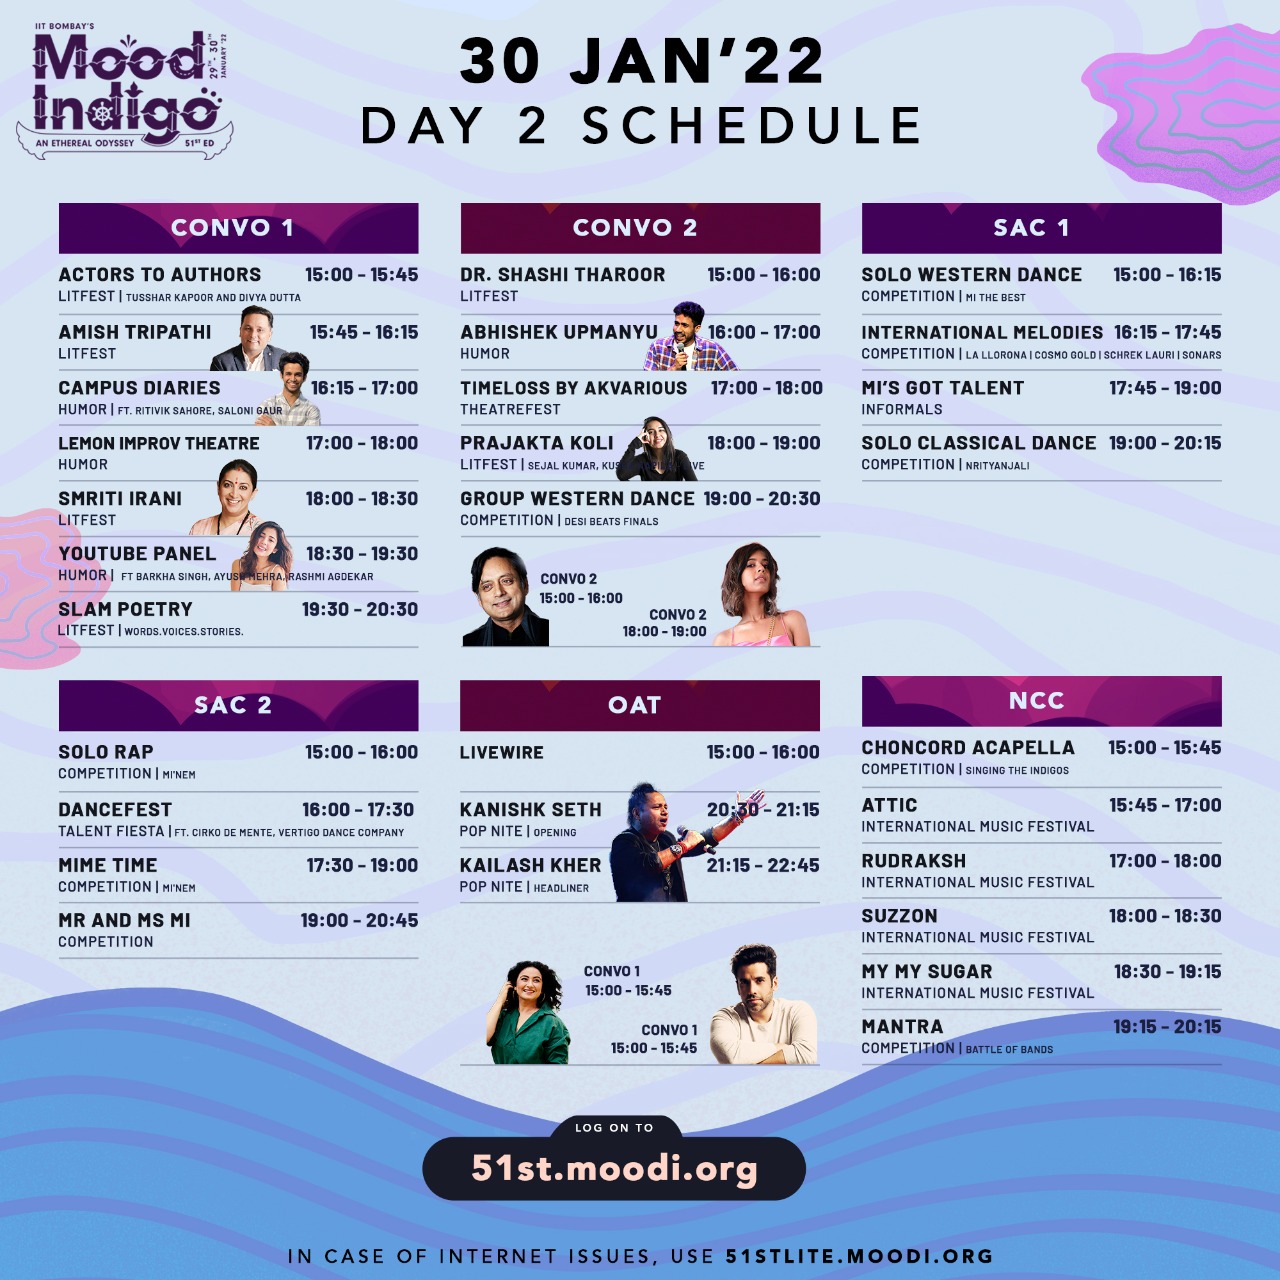 IIT BOMBAY'S
Mood
Indigo
29TH - 30TH
JANUARY '22
AN ETHEREAL ODYSSEY 51ST ED
30 JAN'22
DAY 2 SCHEDULE
CONVO 1
ACTORS TO AUTHORS 15:00 - 15:45
LITFEST | TUSSHAR KAPOOR AND DIVYA DUTTA
AMISH TRIPATHI 15:45 - 16:15
LITFEST
CAMPUS DIARIES 16:15 - 17:00
HUMOR | FT. RITIVIK SAHORE, SALONI GAUR
LEMON IMPROV THEATRE 17:00 - 18:00
HUMOR
SMRITI IRANI 18:00 - 18:30
LITFEST
YOUTUBE PANEL 18:30 - 19:30
HUMOR | FT BARKHA SINGH, AYUSH MEHRA, RASHMI AGDEKAR
SLAM POETRY 19:30 - 20:30
LITFEST | WORDS.VOICES.STORIES.
CONVO 2
DR. SHASHI THAROOR 15:00 - 16:00
LITFEST
ABHISHEK UPMANYU 16:00 - 17:00
HUMOR
TIMELOSS BY AKVARIOUS 17:00 - 18:00
THEATREFEST
PRAJAKTA KOLI 18:00 - 19:00
LITFEST | SEJAL KUMAR,
GROUP WESTERN DANCE 19:00 - 20:30
COMPETITION | DESI BEATS FINALS
CONVO 2
15:00 - 16:00
CONVO 2
18:00 - 19:00
SAC 1
SOLO WESTERN DANCE 15:00 - 16:15
COMPETITION | MI THE BEST
INTERNATIONAL MELODIES 16:15 - 17:45
COMPETITION | LA LLORONA | COSMO GOLD | SCHREK LAURI | SONARS
MI'S GOT TALENT 17:45 - 19:00
INFORMALS
SOLO CLASSICAL DANCE 19:00 - 20:15
COMPETITION | NRITYANJALI
SAC 2
SOLO RAP 15:00 - 16:00
COMPETITION | MI'NEM
DANCEFEST 16:00 - 17:30
TALENT FIESTA | FT. CIRKO DE MENTE, VERTIGO DANCE COMPANY
MIME TIME 17:30 - 19:00
COMPETITION | MI'NEM
MR AND MS MI 19:00 - 20:45
COMPETITION
OAT
LIVEWIRE 15:00 - 16:00
KANISHK SETH 20:30 - 21:15
POP NITE | OPENING
KAILASH KHER 21:15 - 22:45
POP NITE | HEADLINER
CONVO 1
15:00 - 15:45
CONVO 1
15:00 - 15:45
NCC
CHONCORD ACAPELLA 15:00 - 15:45
COMPETITION | SINGING THE INDIGOS
ATTIC 15:45 - 17:00
INTERNATIONAL MUSIC FESTIVAL
RUDRAKSH 17:00 - 18:00
INTERNATIONAL MUSIC FESTIVAL
SUZZON 18:00 - 18:30
INTERNATIONAL MUSIC FESTIVAL
MY MY SUGAR 18:30 - 19:15
INTERNATIONAL MUSIC FESTIVAL
MANTRA 19:15 - 20:15
COMPETITION | BATTLE OF BANDS
LOG ON TO
51st.moodi.org
IN CASE OF INTERNET ISSUES, USE 51STLITE.MOODI.ORG